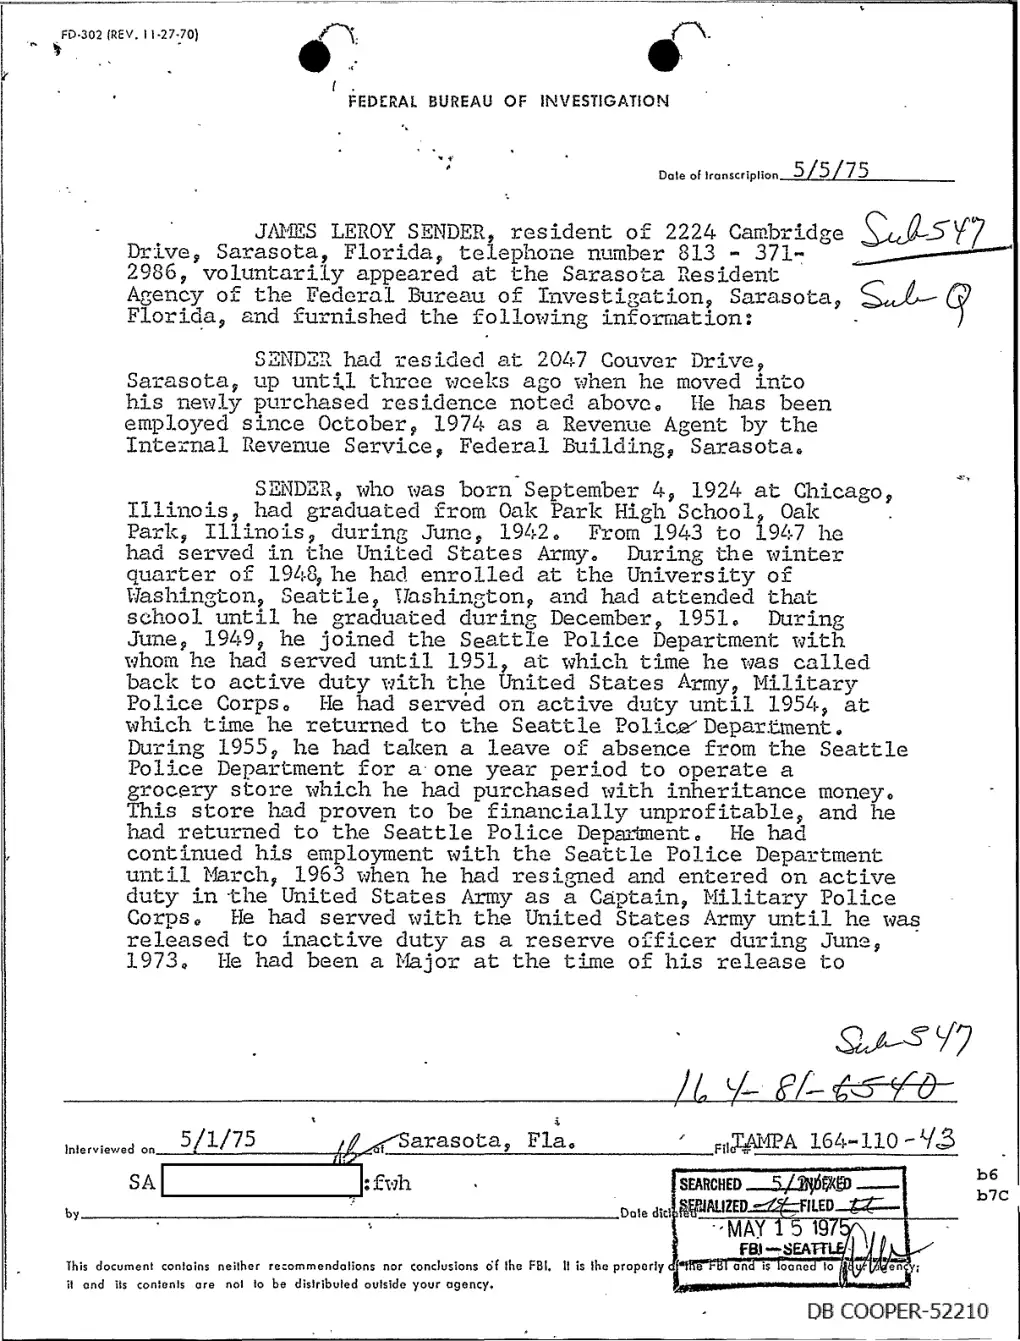 FD-302 (REV. 11-27-70)
FEDERAL BUREAU OF INVESTIGATION
Date of transcription 5/5/75
JAMES LEROY SENDER, resident of 2224 Cambridge
Drive, Sarasota, Florida, telephone number 813 - 371-
2986, voluntarily appeared at the Sarasota Resident
Agency of the Federal Bureau of Investigation, Sarasota,
Florida, and furnished the following information:
Sub 547
Sub Q
SENDER had resided at 2047 Couver Drive,
Sarasota, up until three weeks ago when he moved into
his newly purchased residence noted above. He has been
employed since October, 1974 as a Revenue Agent by the
Internal Revenue Service, Federal Building, Sarasota.
SENDER, who was born September 4, 1924 at Chicago,
Illinois, had graduated from Oak Park High School, Oak
Park, Illinois, during June, 1942. From 1943 to 1947 he
had served in the United States Army. During the winter
quarter of 1948, he had enrolled at the University of
Washington, Seattle, Washington, and had attended that
school until he graduated during December, 1951. During
June, 1949, he joined the Seattle Police Department with
whom he had served until 1951, at which time he was called
back to active duty with the United States Army, Military
Police Corps. He had served on active duty until 1954, at
which time he returned to the Seattle Police Department.
During 1955, he had taken a leave of absence from the Seattle
Police Department for a one year period to operate a
grocery store which he had purchased with inheritance money.
This store had proven to be financially unprofitable, and he
had returned to the Seattle Police Department. He had
continued his employment with the Seattle Police Department
until March, 1963 when he had resigned and entered on active
duty in the United States Army as a Captain, Military Police
Corps. He had served with the United States Army until he was
released to inactive duty as a reserve officer during June,
1973. He had been a Major at the time of his release to
Sub 547
164-81-6540
Interviewed on 5/1/75 at Sarasota, Fla. File # TAMPA 164-110-43
SA :fwh
by Date dictated
b6
b7C
SEARCHED INDEXED
SERIALIZED FILED
MAY 15 1975
FBI - SEATTLE
This document contains neither recommendations nor conclusions of the FBI. It is the property of the FBI and is loaned to your agency;
it and its contents are not to be distributed outside your agency.
DB COOPER-52210